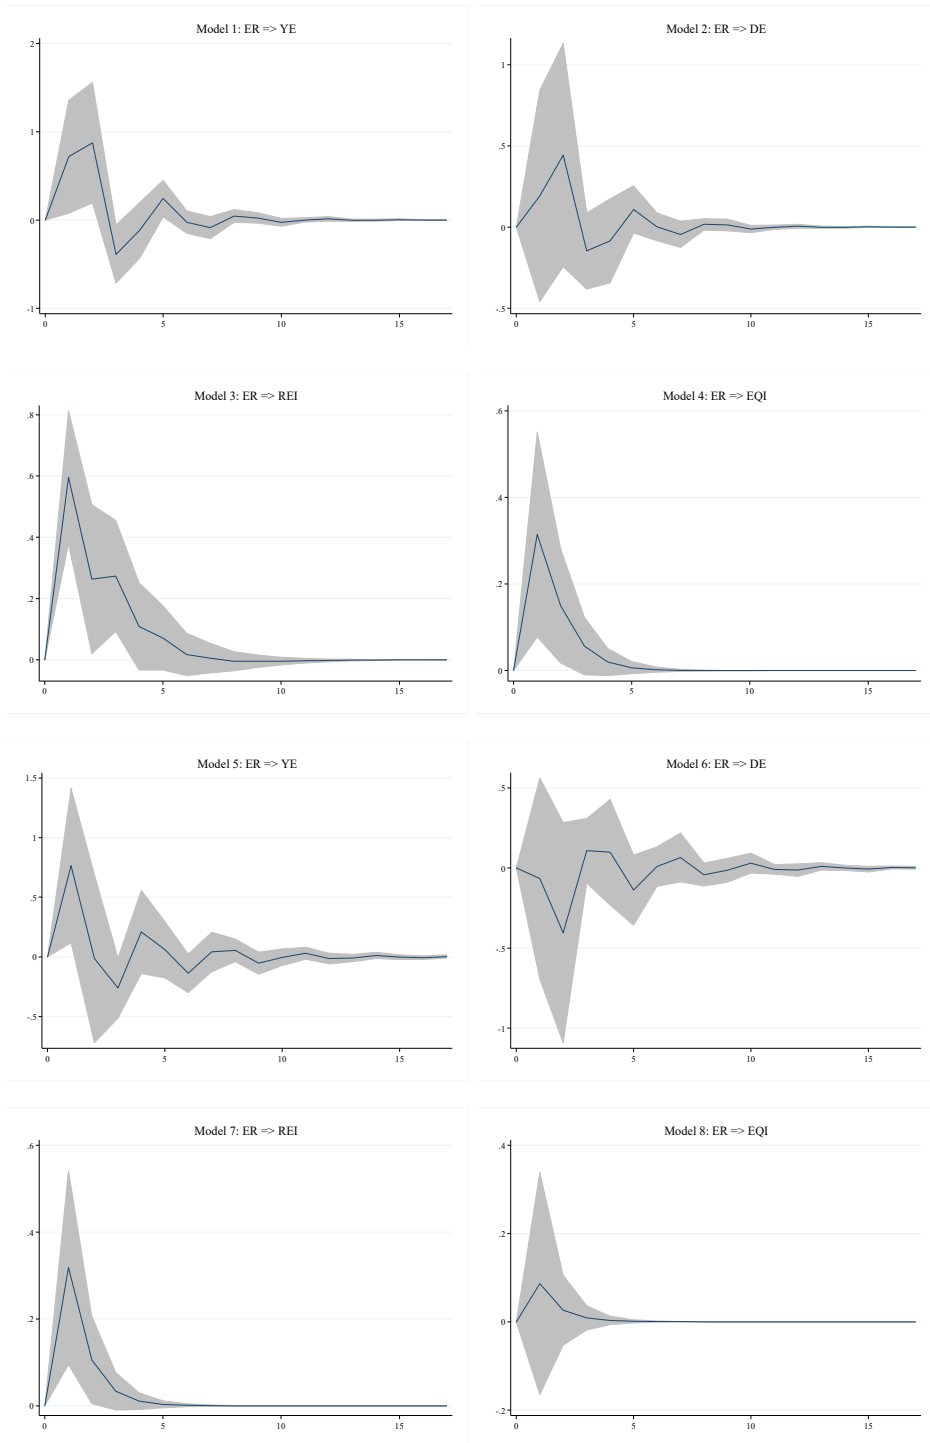 Model 1: ER => YE
2
1
0
-1
0 5 10 15
Model 2: ER => DE
1
.5
0
-.5
0 5 10 15
Model 3: ER => REI
.8
.6
.4
.2
0
0 5 10 15
Model 4: ER => EQI
.6
.4
.2
0
0 5 10 15
Model 5: ER => YE
1.5
1
.5
0
-.5
0 5 10 15
Model 6: ER => DE
.5
0
-.5
-1
0 5 10 15
Model 7: ER => REI
.6
.4
.2
0
0 5 10 15
Model 8: ER => EQI
.4
.2
0
-.2
0 5 10 15